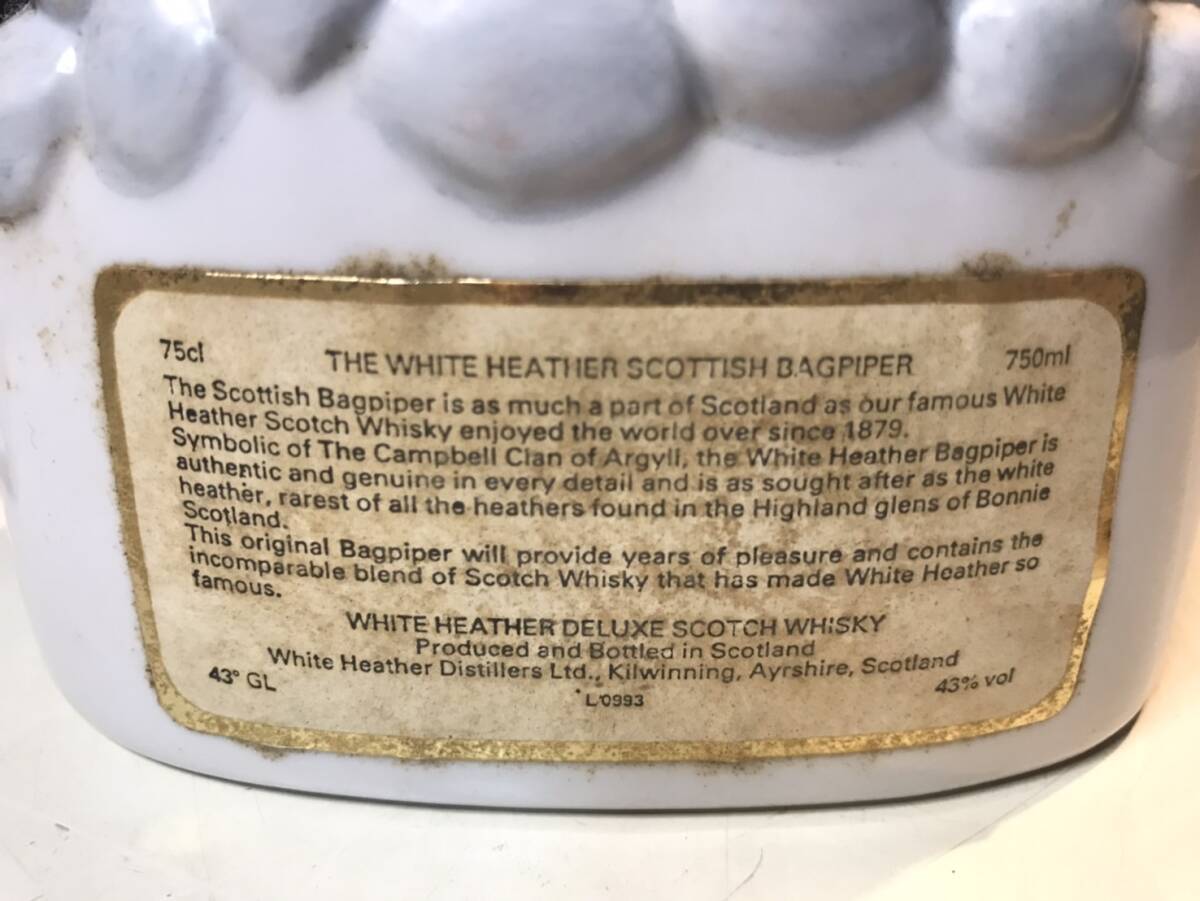 75cl THE WHITE HEATHER SCOTTISH BAGPIPER 750ml
The Scottish Bagpiper is as much a part of Scotland as our famous White
Heather Scotch Whisky enjoyed the world over since 1879.
Symbolic of The Campbell Clan of Argyll, the White Heather Bagpiper is
authentic and genuine in every detail and is as sought after as the white
heather, rarest of all the heathers found in the Highland glens of Bonnie
Scotland.
This original Bagpiper will provide years of pleasure and contains the
incomparable blend of Scotch Whisky that has made White Heather so
famous.
WHITE HEATHER DELUXE SCOTCH WHISKY
Produced and Bottled in Scotland
White Heather Distillers Ltd., Kilwinning, Ayrshire, Scotland
43° GL 43% vol
L'0993